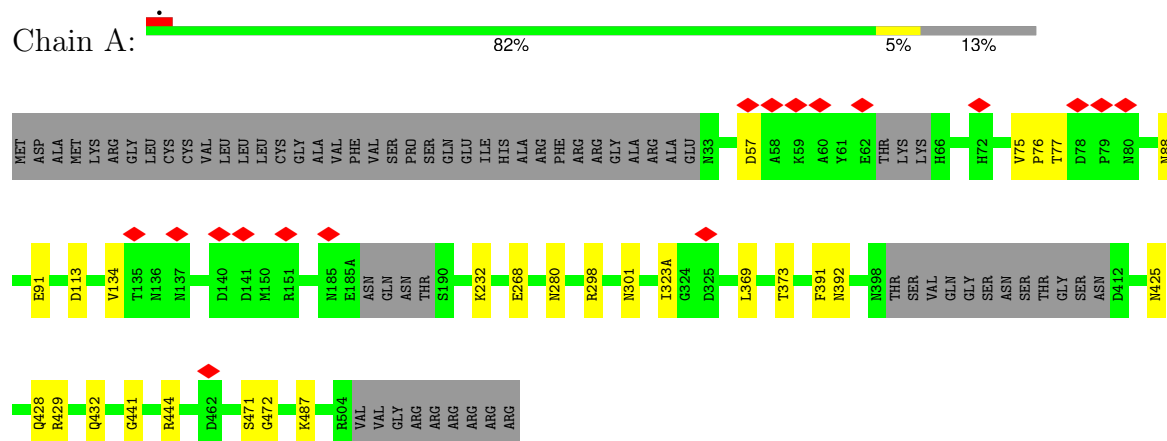 •
Chain A: 82% 5% 13%
MET ASP ALA MET LYS ARG GLY LEU CYS CYS VAL LEU LEU LEU CYS GLY ALA VAL PHE VAL SER PRO SER GLN GLU ILE HIS ALA ARG PHE ARG ARG GLY ALA ARG ALA GLU N33 D57 A58 K59 A60 Y61 E62 THR LYS LYS H66 H72 V75 P76 T77 D78 P79 N80 N88
E91 D113 V134 T135 N136 N137 D140 D141 M150 R151 N185 E185A ASN GLN ASN THR S190 K232 E268 N280 R298 N301 I323A G324 D325 L369 T373 F391 N392 N398 THR SER VAL GLN GLY SER ASN SER THR GLY SER ASN D412 N425
Q428 R429 Q432 G441 R444 D462 S471 G472 K487 R504 VAL VAL GLY ARG ARG ARG ARG ARG ARG